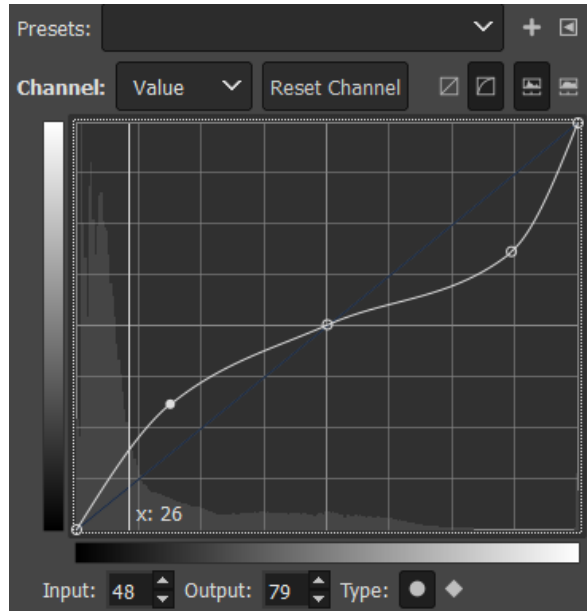 Presets:
Channel: Value Reset Channel
x: 26
Input: 48 Output: 79 Type: